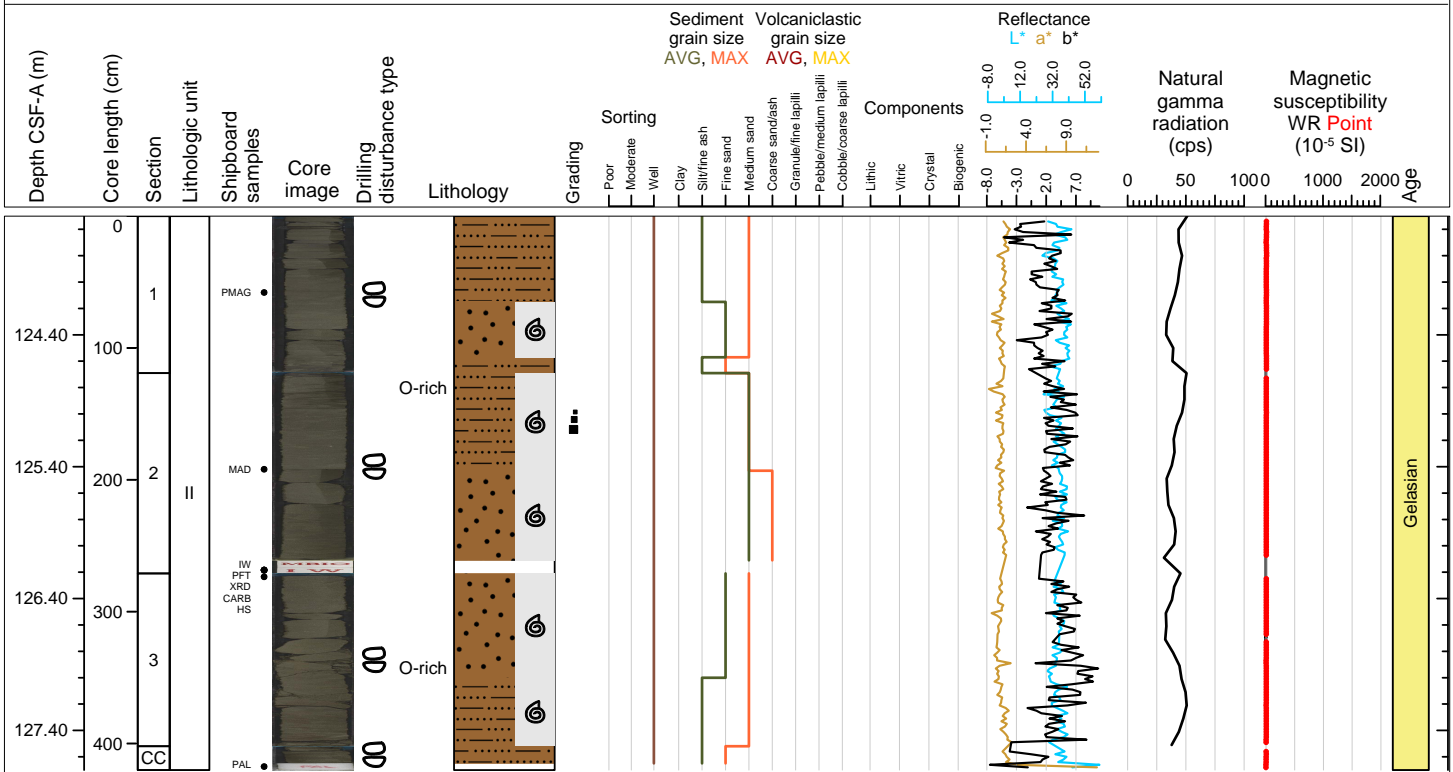 Sediment grain size
AVG, MAX
Volcaniclastic grain size
AVG, MAX
Reflectance
L* a* b*
Depth CSF-A (m)
Core length (cm)
Section
Lithologic unit
Shipboard samples
Core image
Drilling disturbance type
Lithology
Grading
Sorting
Poor
Moderate
Well
Clay
Silt/fine ash
Fine sand
Medium sand
Coarse sand/ash
Granule/fine lapilli
Pebble/medium lapilli
Cobble/coarse lapilli
Components
Lithic
Vitric
Crystal
Biogenic
-8.0 12.0 32.0 52.0
-1.0 4.0 9.0
-8.0 -3.0 2.0 7.0
Natural gamma radiation (cps)
0 50 100
Magnetic susceptibility
WR Point
(10⁻⁵ SI)
0 1000 2000
Age
124.40
125.40
126.40
127.40
0
100
200
300
400
1
2
3
CC
II
PMAG
MAD
IW
PFT
XRD
CARB
HS
PAL
MBIO
I W
PAL
O-rich
O-rich
Gelasian